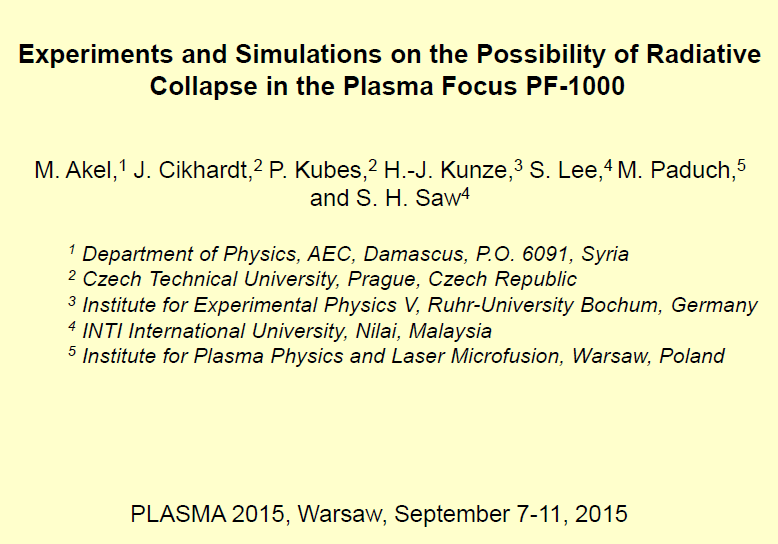 Experiments and Simulations on the Possibility of Radiative
Collapse in the Plasma Focus PF-1000
M. Akel,¹ J. Cikhardt,² P. Kubes,² H.-J. Kunze,³ S. Lee,⁴ M. Paduch,⁵
and S. H. Saw⁴
¹ Department of Physics, AEC, Damascus, P.O. 6091, Syria
² Czech Technical University, Prague, Czech Republic
³ Institute for Experimental Physics V, Ruhr-University Bochum, Germany
⁴ INTI International University, Nilai, Malaysia
⁵ Institute for Plasma Physics and Laser Microfusion, Warsaw, Poland
PLASMA 2015, Warsaw, September 7-11, 2015